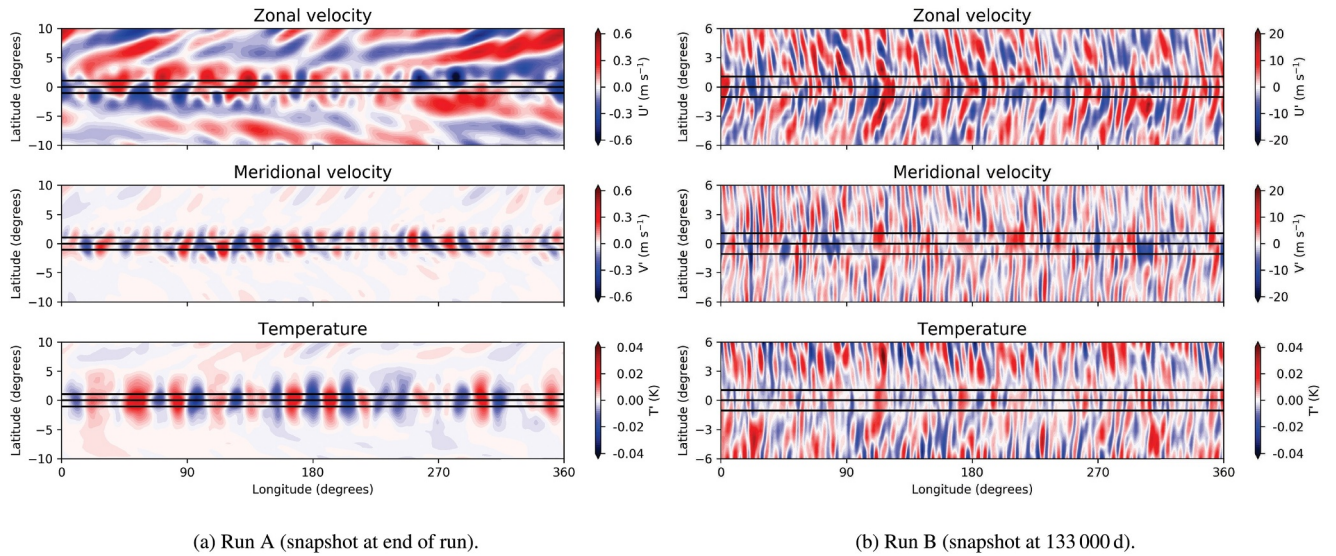 Zonal velocity
10
5
0
−5
−10
Latitude (degrees)
0.6
0.3
0.0
-0.3
-0.6
U' (m s⁻¹)
Meridional velocity
10
5
0
−5
−10
Latitude (degrees)
0.6
0.3
0.0
-0.3
-0.6
V' (m s⁻¹)
Temperature
10
5
0
−5
−10
Latitude (degrees)
0.04
0.02
0.00
-0.02
-0.04
T' (K)
0 90 180 270 360
Longitude (degrees)
(a) Run A (snapshot at end of run).
Zonal velocity
6
3
0
−3
−6
Latitude (degrees)
20
10
0
-10
-20
U' (m s⁻¹)
Meridional velocity
6
3
0
−3
−6
Latitude (degrees)
20
10
0
-10
-20
V' (m s⁻¹)
Temperature
6
3
0
−3
−6
Latitude (degrees)
0.04
0.02
0.00
-0.02
-0.04
T' (K)
0 90 180 270 360
Longitude (degrees)
(b) Run B (snapshot at 133 000 d).